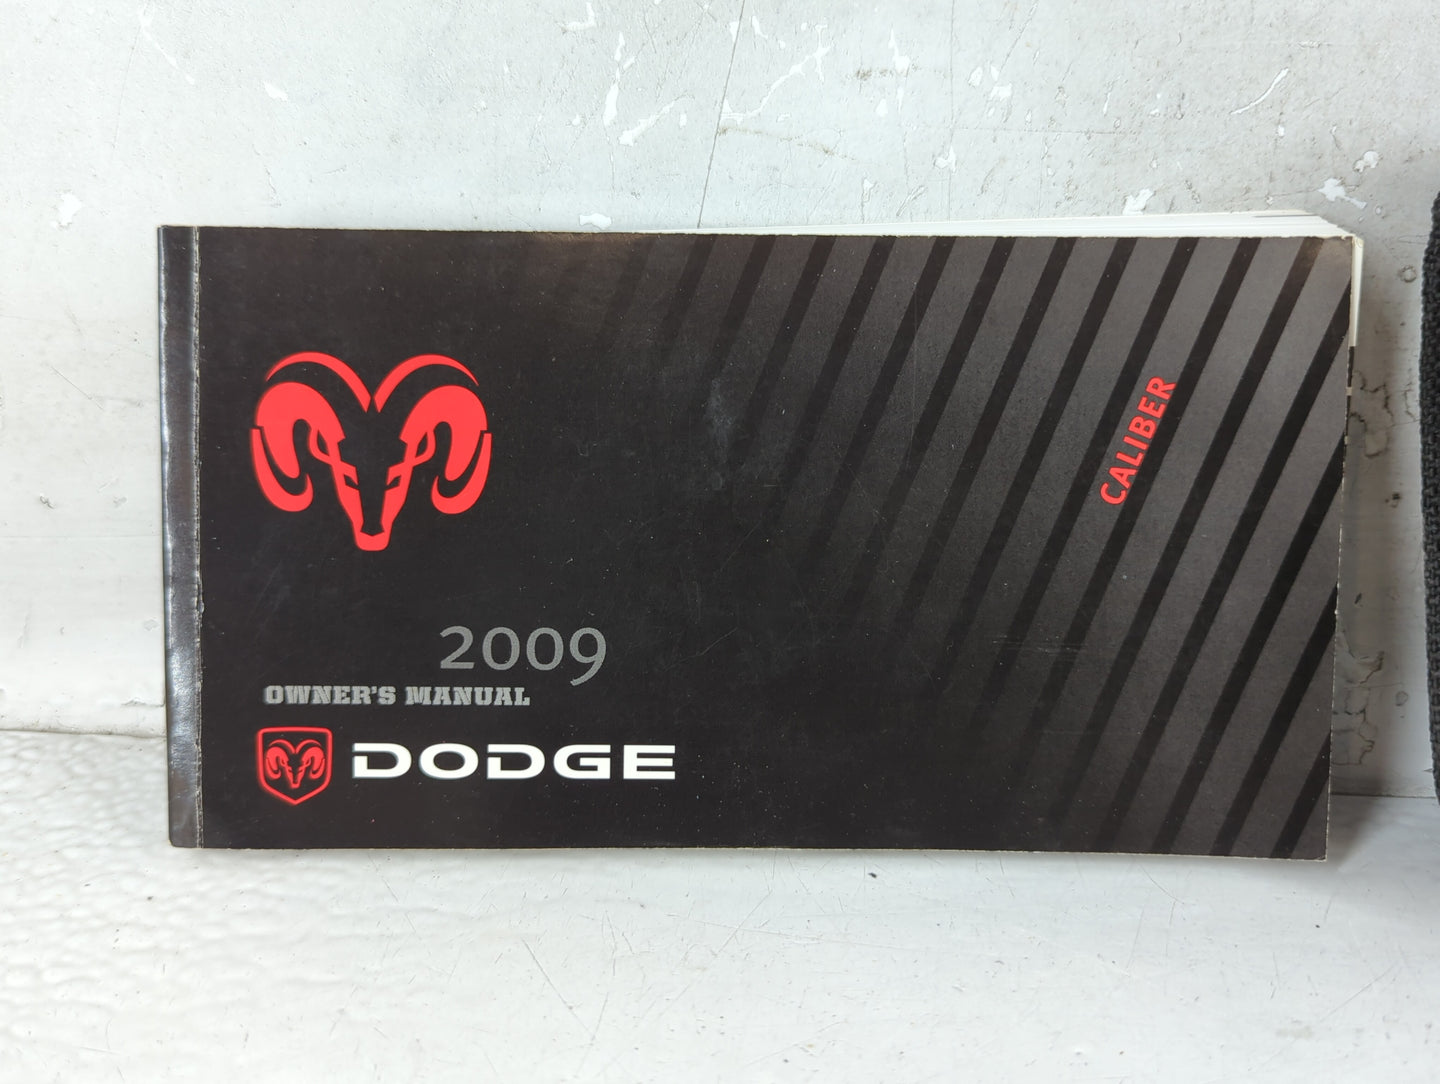 CALIBER
2009
OWNER'S MANUAL
DODGE